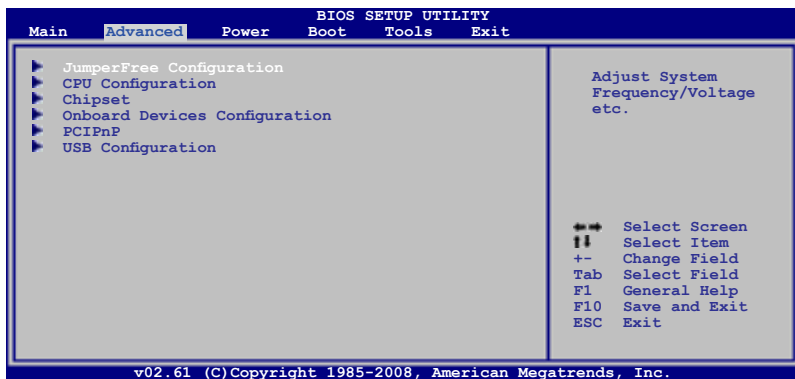 BIOS SETUP UTILITY
Main Advanced Power Boot Tools Exit
JumperFree Configuration
CPU Configuration
Chipset
Onboard Devices Configuration
PCIPnP
USB Configuration
Adjust System
Frequency/Voltage
etc.
Select Screen
Select Item
+- Change Field
Tab Select Field
F1 General Help
F10 Save and Exit
ESC Exit
v02.61 (C)Copyright 1985-2008, American Megatrends, Inc.